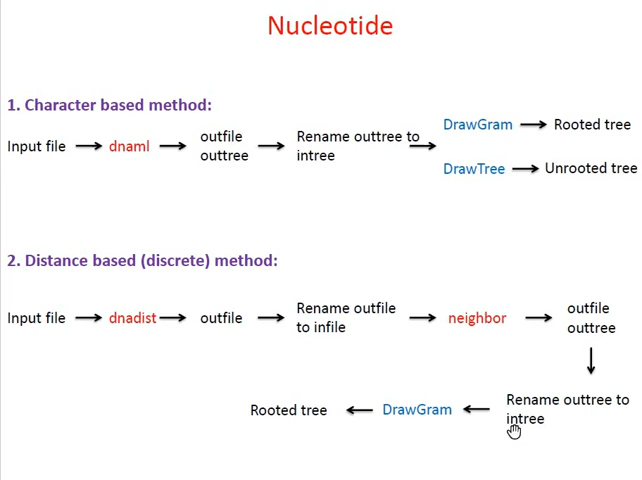 Nucleotide
1. Character based method:
Input file
dnaml
outfile
outtree
Rename outtree to
intree
DrawGram
Rooted tree
DrawTree
Unrooted tree
2. Distance based (discrete) method:
Input file
dnadist
outfile
Rename outfile
to infile
neighbor
outfile
outtree
Rename outtree to
intree
DrawGram
Rooted tree